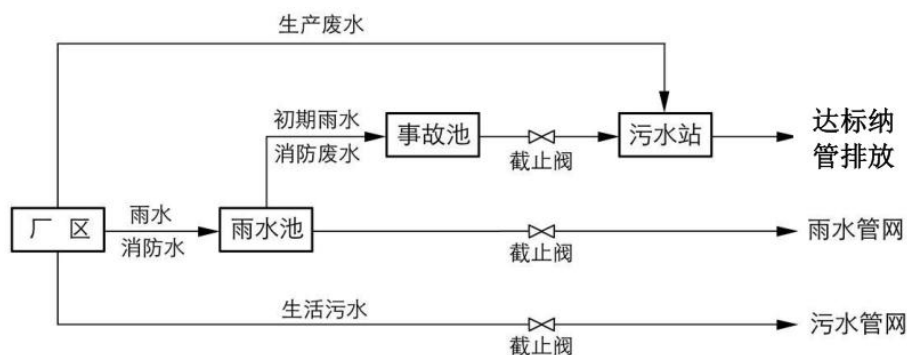 生产废水
初期雨水
消防废水
事故池
截止阀
污水站
达标纳
管排放
厂 区
雨水
消防水
雨水池
截止阀
雨水管网
生活污水
截止阀
污水管网